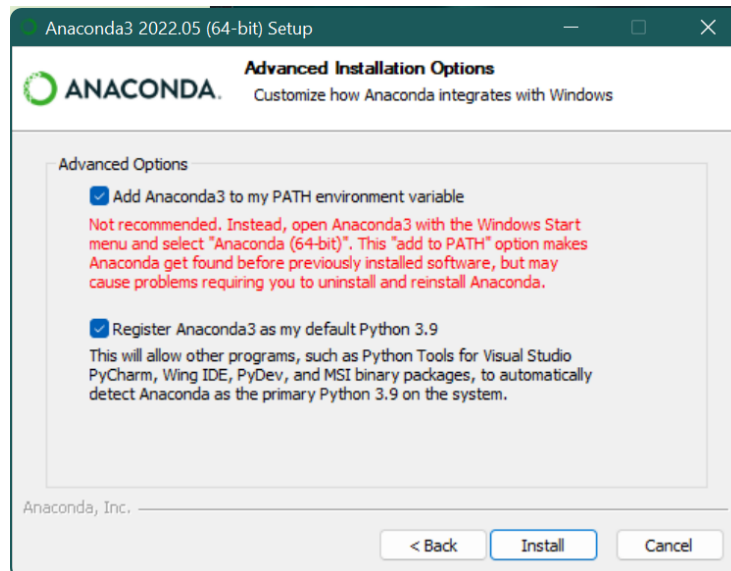 Anaconda3 2022.05 (64-bit) Setup
ANACONDA.
Advanced Installation Options
Customize how Anaconda integrates with Windows
Advanced Options
Add Anaconda3 to my PATH environment variable
Not recommended. Instead, open Anaconda3 with the Windows Start
menu and select "Anaconda (64-bit)". This "add to PATH" option makes
Anaconda get found before previously installed software, but may
cause problems requiring you to uninstall and reinstall Anaconda.
Register Anaconda3 as my default Python 3.9
This will allow other programs, such as Python Tools for Visual Studio
PyCharm, Wing IDE, PyDev, and MSI binary packages, to automatically
detect Anaconda as the primary Python 3.9 on the system.
Anaconda, Inc.
< Back Install Cancel